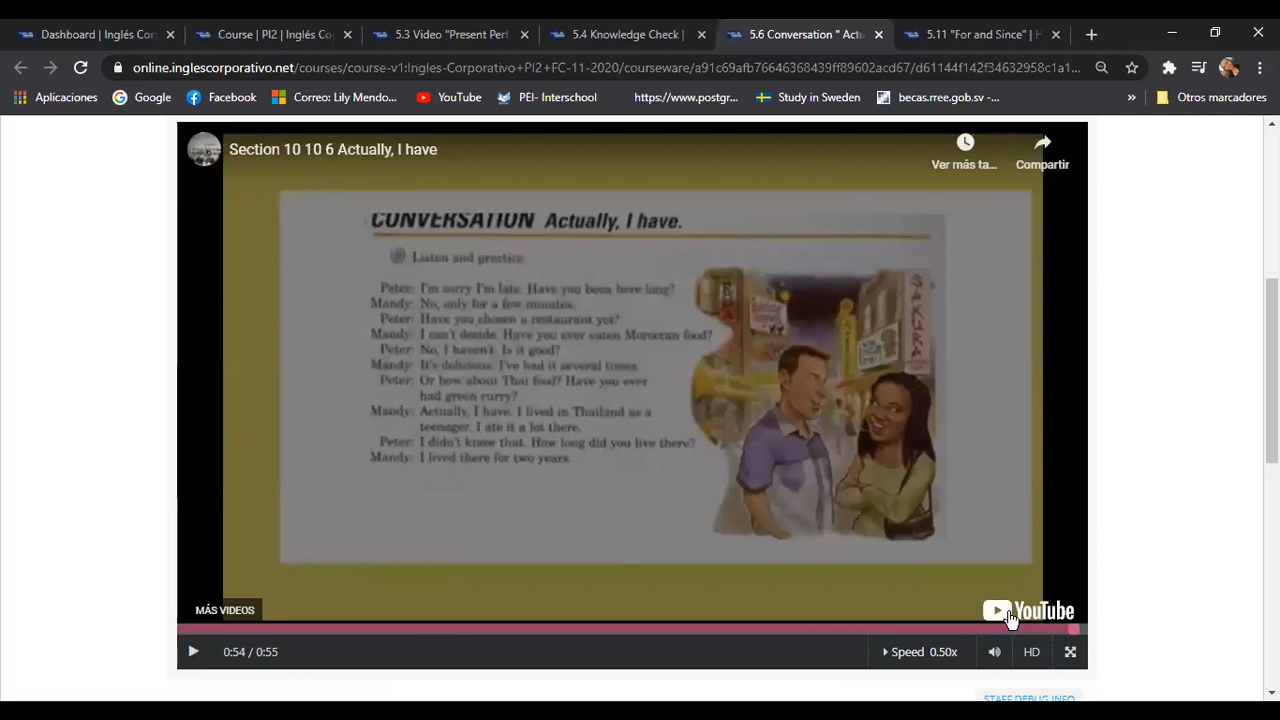 Dashboard | Inglés Cor
Course | PI2 | Inglés Co
5.3 Video "Present Perf
5.4 Knowledge Check |
5.6 Conversation " Actu
5.11 "For and Since" | H
online.inglescorporativo.net/courses/course-v1:Ingles-Corporativo+PI2+FC-11-2020/courseware/a91c69afb76646368439ff89602acd67/d61144f142f34632958c1a1...
Aplicaciones
Google
Facebook
Correo: Lily Mendo...
YouTube
PEI- Interschool
https://www.postgr...
Study in Sweden
becas.rree.gob.sv -...
»
Otros marcadores
Section 10 10 6 Actually, I have
Ver más ta...
Compartir
CONVERSATION Actually, I have.
Listen and practice
Peter: I'm sorry I'm late. Have you been here long?
Mandy: No, only for a few minutes.
Peter: Have you chosen a restaurant yet?
Mandy: I can't decide. Have you ever eaten Moroccan food?
Peter: No, I haven't. Is it good?
Mandy: It's delicious. I've had it several times
Peter: Or how about Thai food? Have you ever
had green curry?
Mandy: Actually, I have. I lived in Thailand as a
teenager. I ate it a lot there.
Peter: I didn't know that. How long did you live there?
Mandy: I lived there for two years.
SAKURA
MÁS VIDEOS
YouTube
0:54 / 0:55
Speed 0.50x
HD
STAFF DEBUG INFO